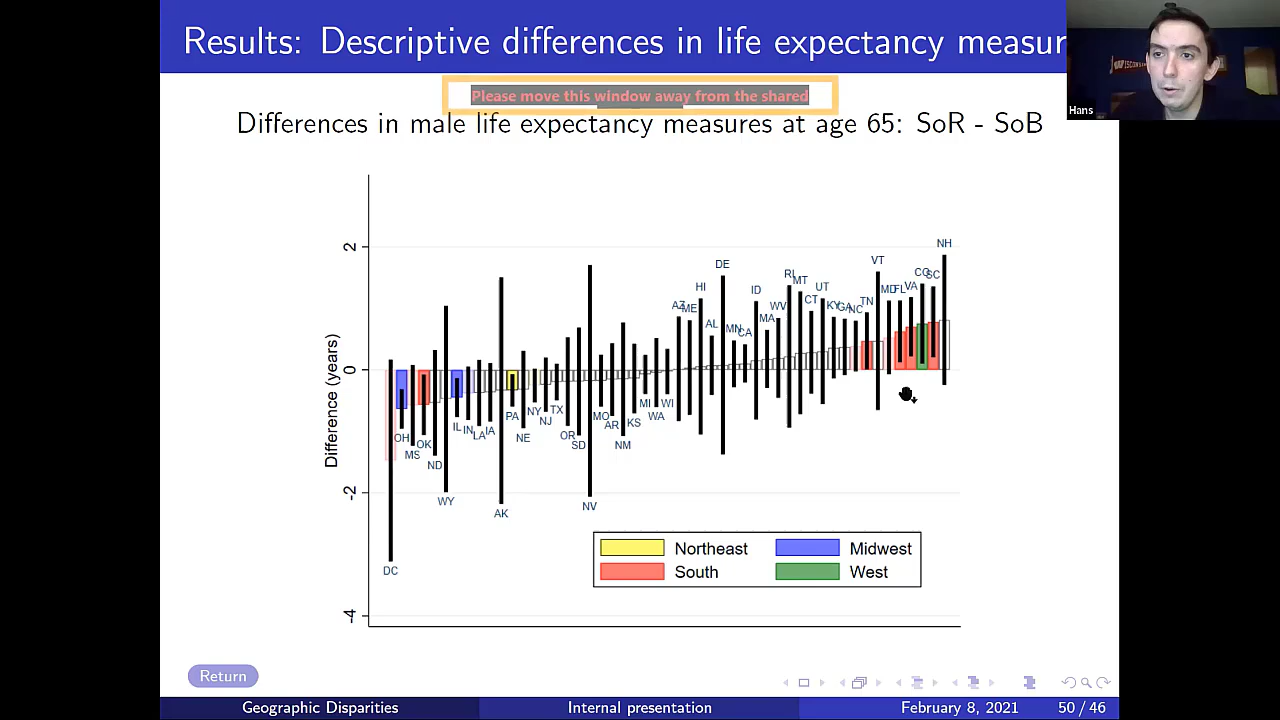 Results: Descriptive differences in life expectancy measur
Hans
Please move this window away from the shared
Differences in male life expectancy measures at age 65: SoR - SoB
Difference (years)
2
0
-2
-4
DC
OH
MS
OK
ND
WY
IL
IN
LA
IA
AK
PA
NE
NY
NJ
TX
OR
SD
NV
MO
AR
NM
KS
MI
WA
WI
AZ
ME
HI
AL
DE
MN
CA
ID
MA
WV
RI
MT
CT
UT
KY
GA
NC
TN
VT
MD
FL
VA
CO
SC
NH
Northeast Midwest
South West
Return
Geographic Disparities Internal presentation February 8, 2021 50 / 46